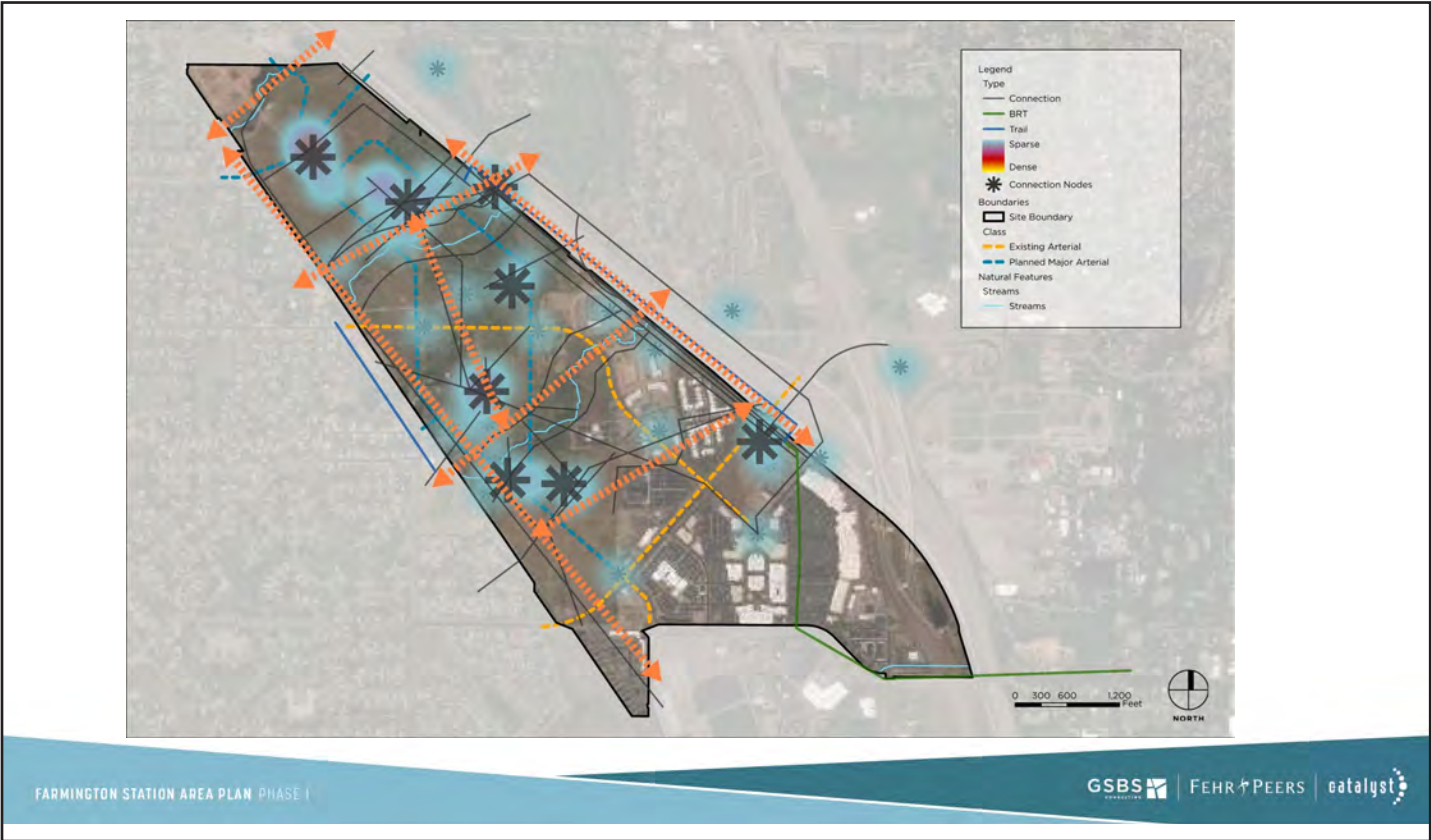 Legend
Type
Connection
BRT
Trail
Sparse
Dense
Connection Nodes
Boundaries
Site Boundary
Class
Existing Arterial
Planned Major Arterial
Natural Features
Streams
Streams
0 300 600 1,200
Feet
NORTH
FARMINGTON STATION AREA PLAN PHASE I
GSBS
CONSULTING
FEHR PEERS
catalyst